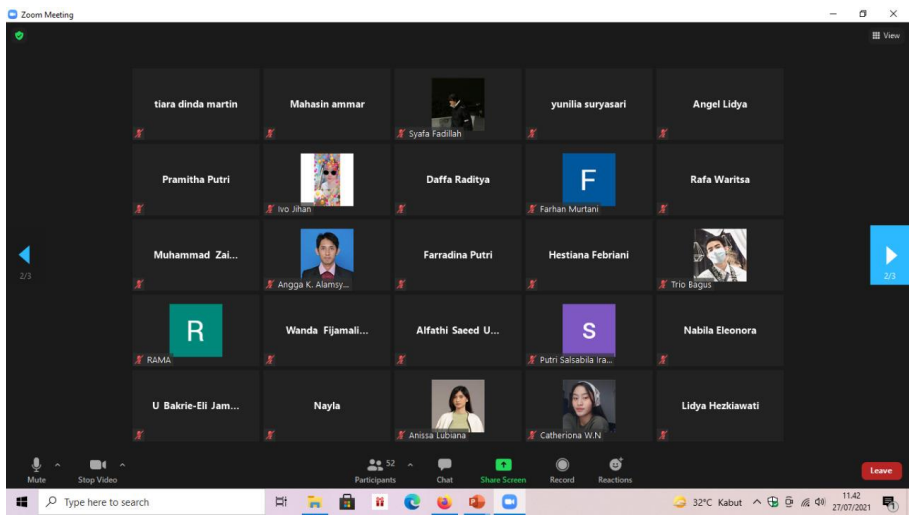 Zoom Meeting
View
tiara dinda martin
Mahasin ammar
Syafa Fadillah
yunilia suryasari
Angel Lidya
Pramitha Putri
Ivo Jihan
Daffa Raditya
F
Farhan Murtani
Rafa Waritsa
Muhammad Zai...
Angga K. Alamsy...
Farradina Putri
Hestiana Febriani
Trio Bagus
2/3
2/3
R
RAMA
Wanda Fijamali...
Alfathi Saeed U...
S
Putri Salsabila Ira...
Nabila Eleonora
U Bakrie-Eli Jam...
Nayla
Anissa Lubiana
Catheriona W.N
Lidya Hezkiawati
Mute
Stop Video
Participants
52
Chat
Share Screen
Record
Reactions
Leave
Type here to search
32°C Kabut
11.42
27/07/2021